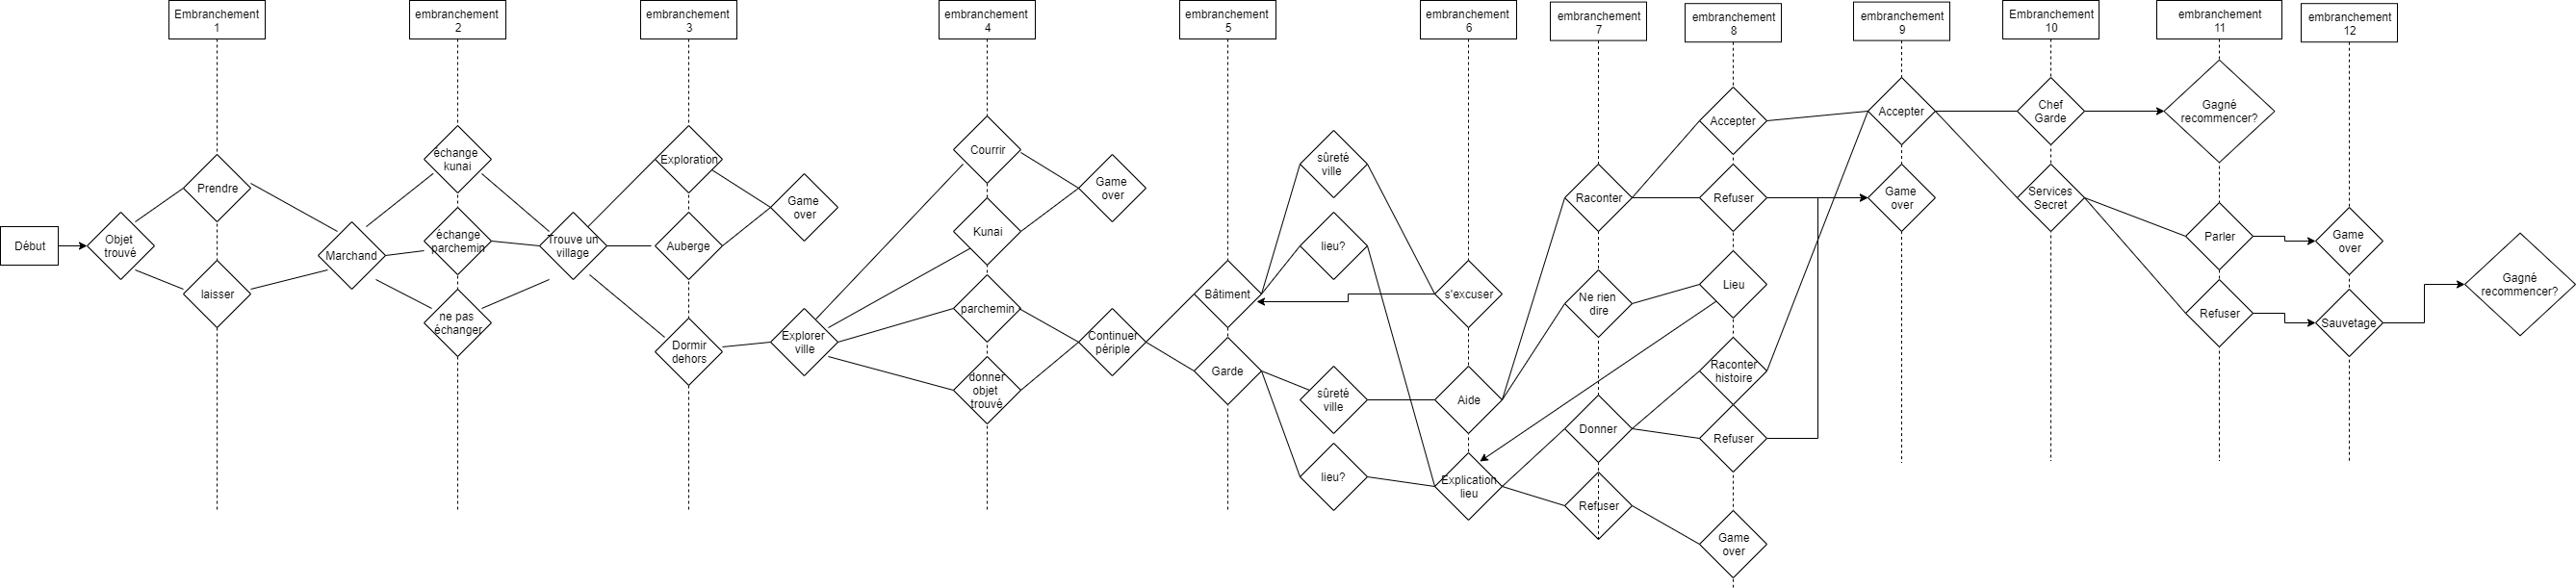 Embranchement
1
embranchement
2
embranchement
3
embranchement
4
embranchement
5
embranchement
6
embranchement
7
embranchement
8
embranchement
9
Embranchement
10
embranchement
11
embranchement
12
Début
Objet
trouvé
Prendre
laisser
Marchand
échange
kunai
échange
parchemin
ne pas
échanger
Trouve un
village
Exploration
Auberge
Dormir
dehors
Game
over
Explorer
ville
Courrir
Kunai
parchemin
donner
objet
trouvé
Game
over
Continuer
périple
Bâtiment
Garde
sûreté
ville
lieu?
sûreté
ville
lieu?
s'excuser
Aide
Explication
lieu
Raconter
Ne rien
dire
Donner
Refuser
Accepter
Refuser
Lieu
Raconter
histoire
Refuser
Game
over
Accepter
Game
over
Chef
Garde
Services
Secret
Gagné
recommencer?
Parler
Refuser
Game
over
Sauvetage
Gagné
recommencer?